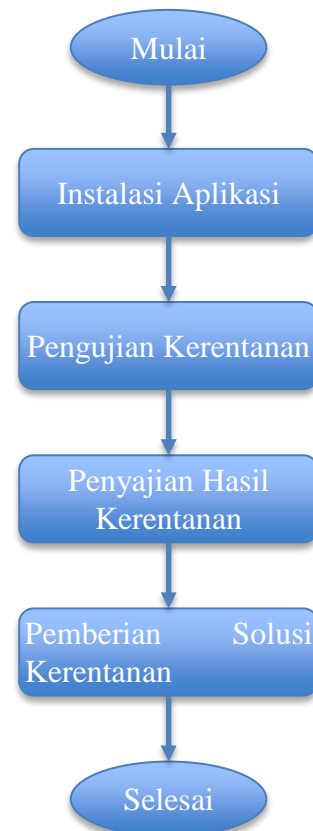 Mulai
Instalasi Aplikasi
Pengujian Kerentanan
Penyajian Hasil
Kerentanan
Pemberian Solusi
Kerentanan
Selesai